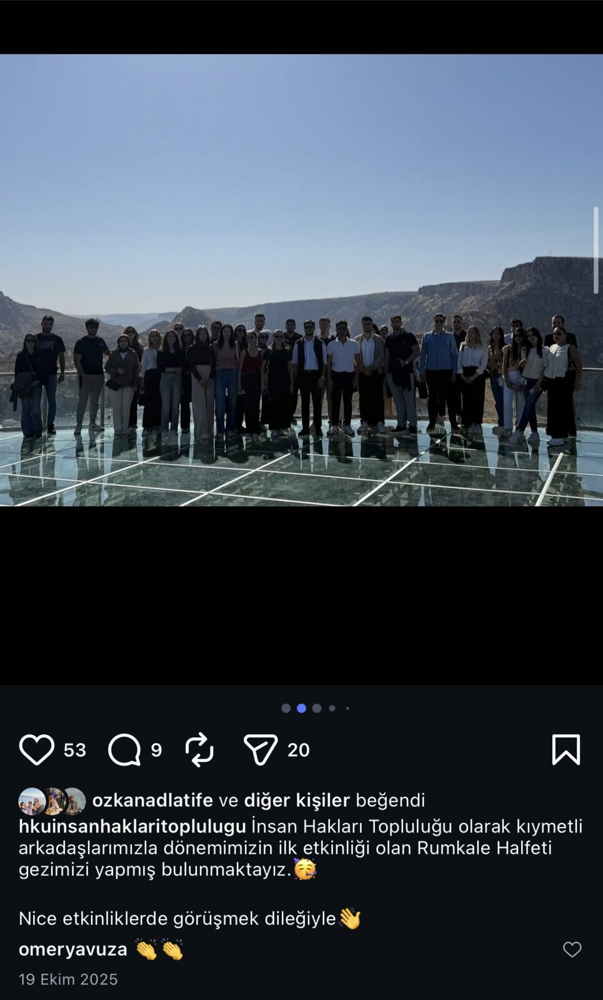 53 9 20
ozkanadlatife ve diğer kişiler beğendi
hkuinsanhaklaritoplulugu İnsan Hakları Topluluğu olarak kıymetli
arkadaşlarımızla dönemimizin ilk etkinliği olan Rumkale Halfeti
gezimizi yapmış bulunmaktayız.🥳
Nice etkinliklerde görüşmek dileğiyle👋
omeryavuza 👏👏
19 Ekim 2025